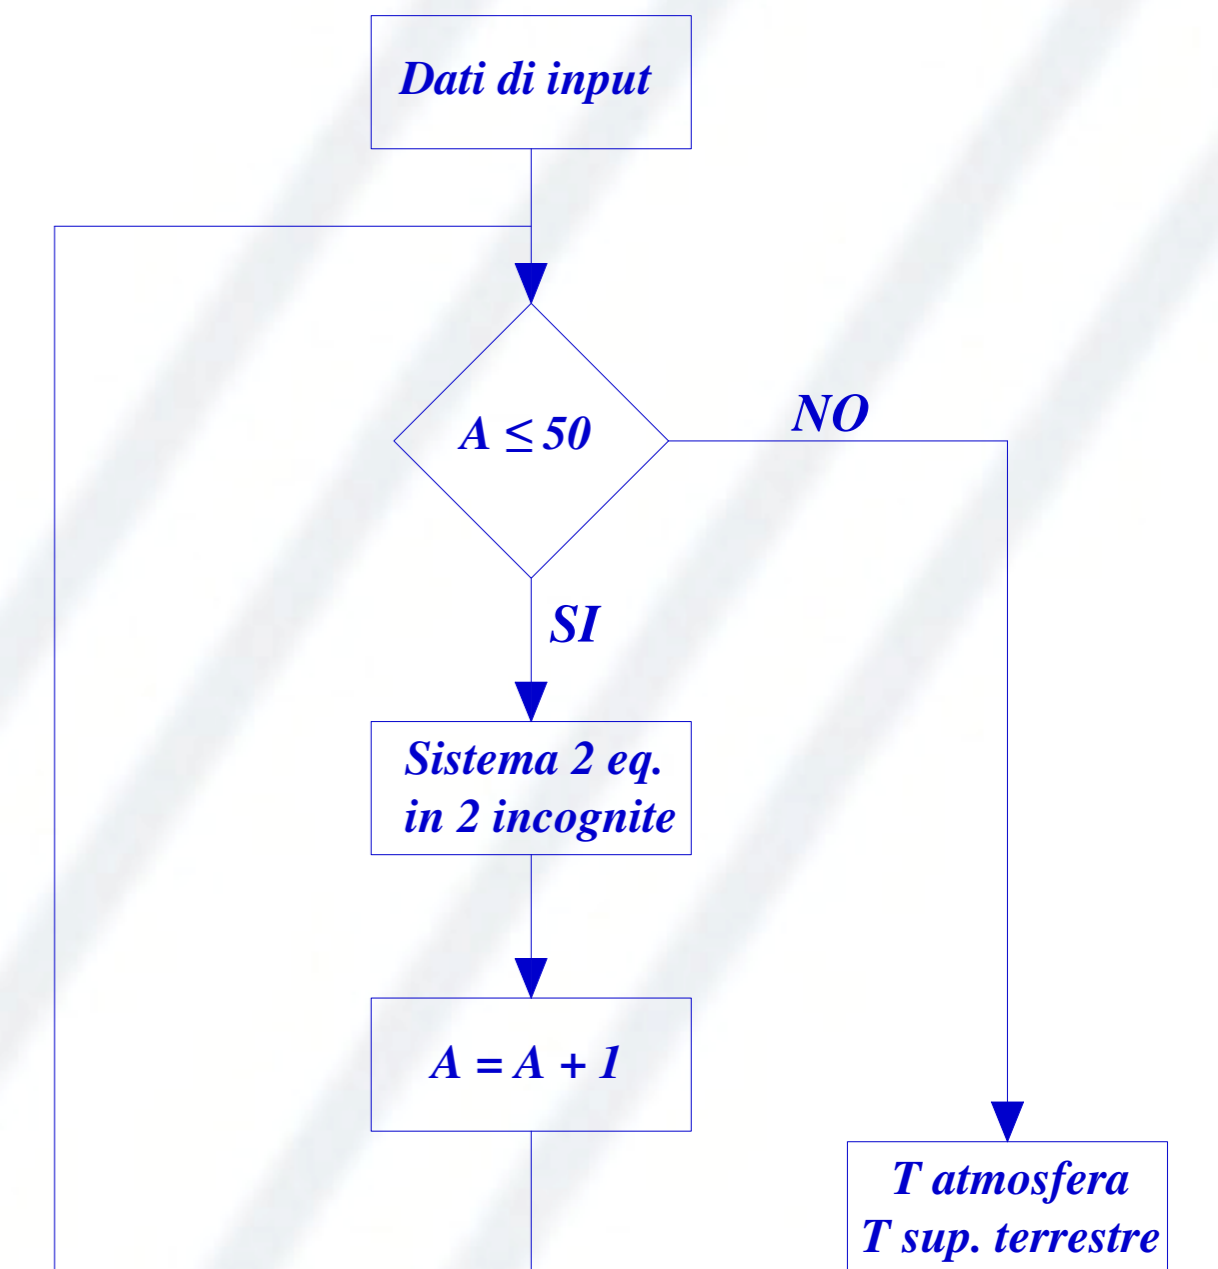 Dati di input
A ≤ 50
NO
SI
Sistema 2 eq.
in 2 incognite
A = A + 1
T atmosfera
T sup. terrestre